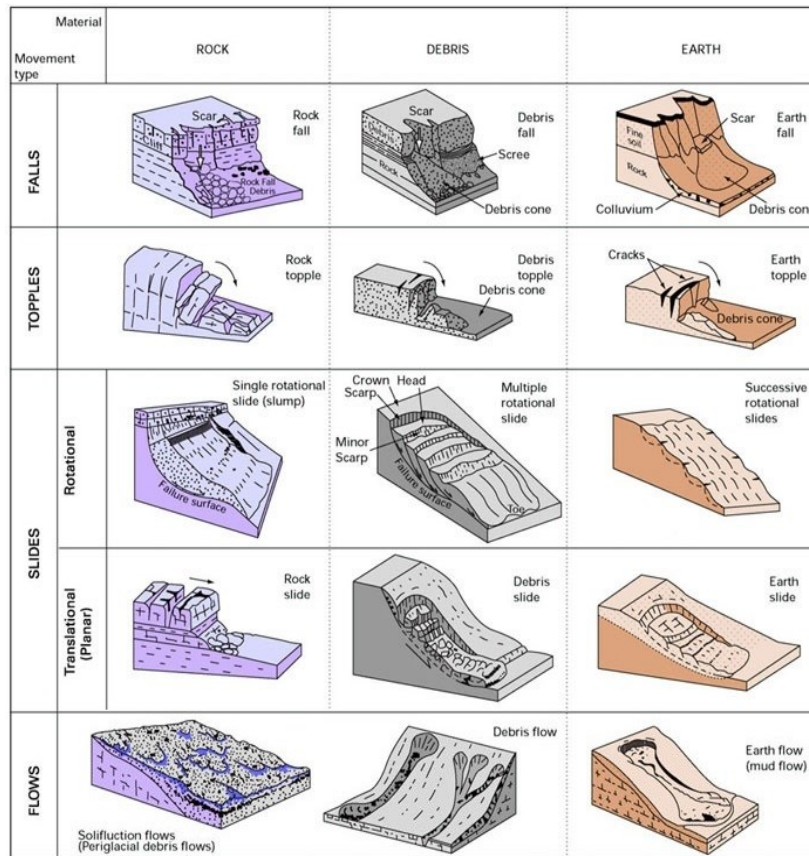 Material
Movement
type
ROCK
DEBRIS
EARTH
FALLS
Scar
Cliff
Rock Fall
Debris
Rock
fall
Scar
Debris
Rock
Scree
Debris cone
Debris
fall
Fine
soil
Rock
Colluvium
Scar
Debris cone
Earth
fall
TOPPLES
Rock
topple
Debris
topple
Debris cone
Cracks
Earth
topple
Debris cone
SLIDES
Rotational
Single rotational
slide (slump)
Failure surface
Crown
Head
Scarp
Minor
Scarp
Failure surface
Toe
Multiple
rotational
slide
Successive
rotational
slides
Translational
(Planar)
Rock
slide
Debris
slide
Earth
slide
FLOWS
Solifluction flows
(Periglacial debris flows)
Debris flow
Earth flow
(mud flow)